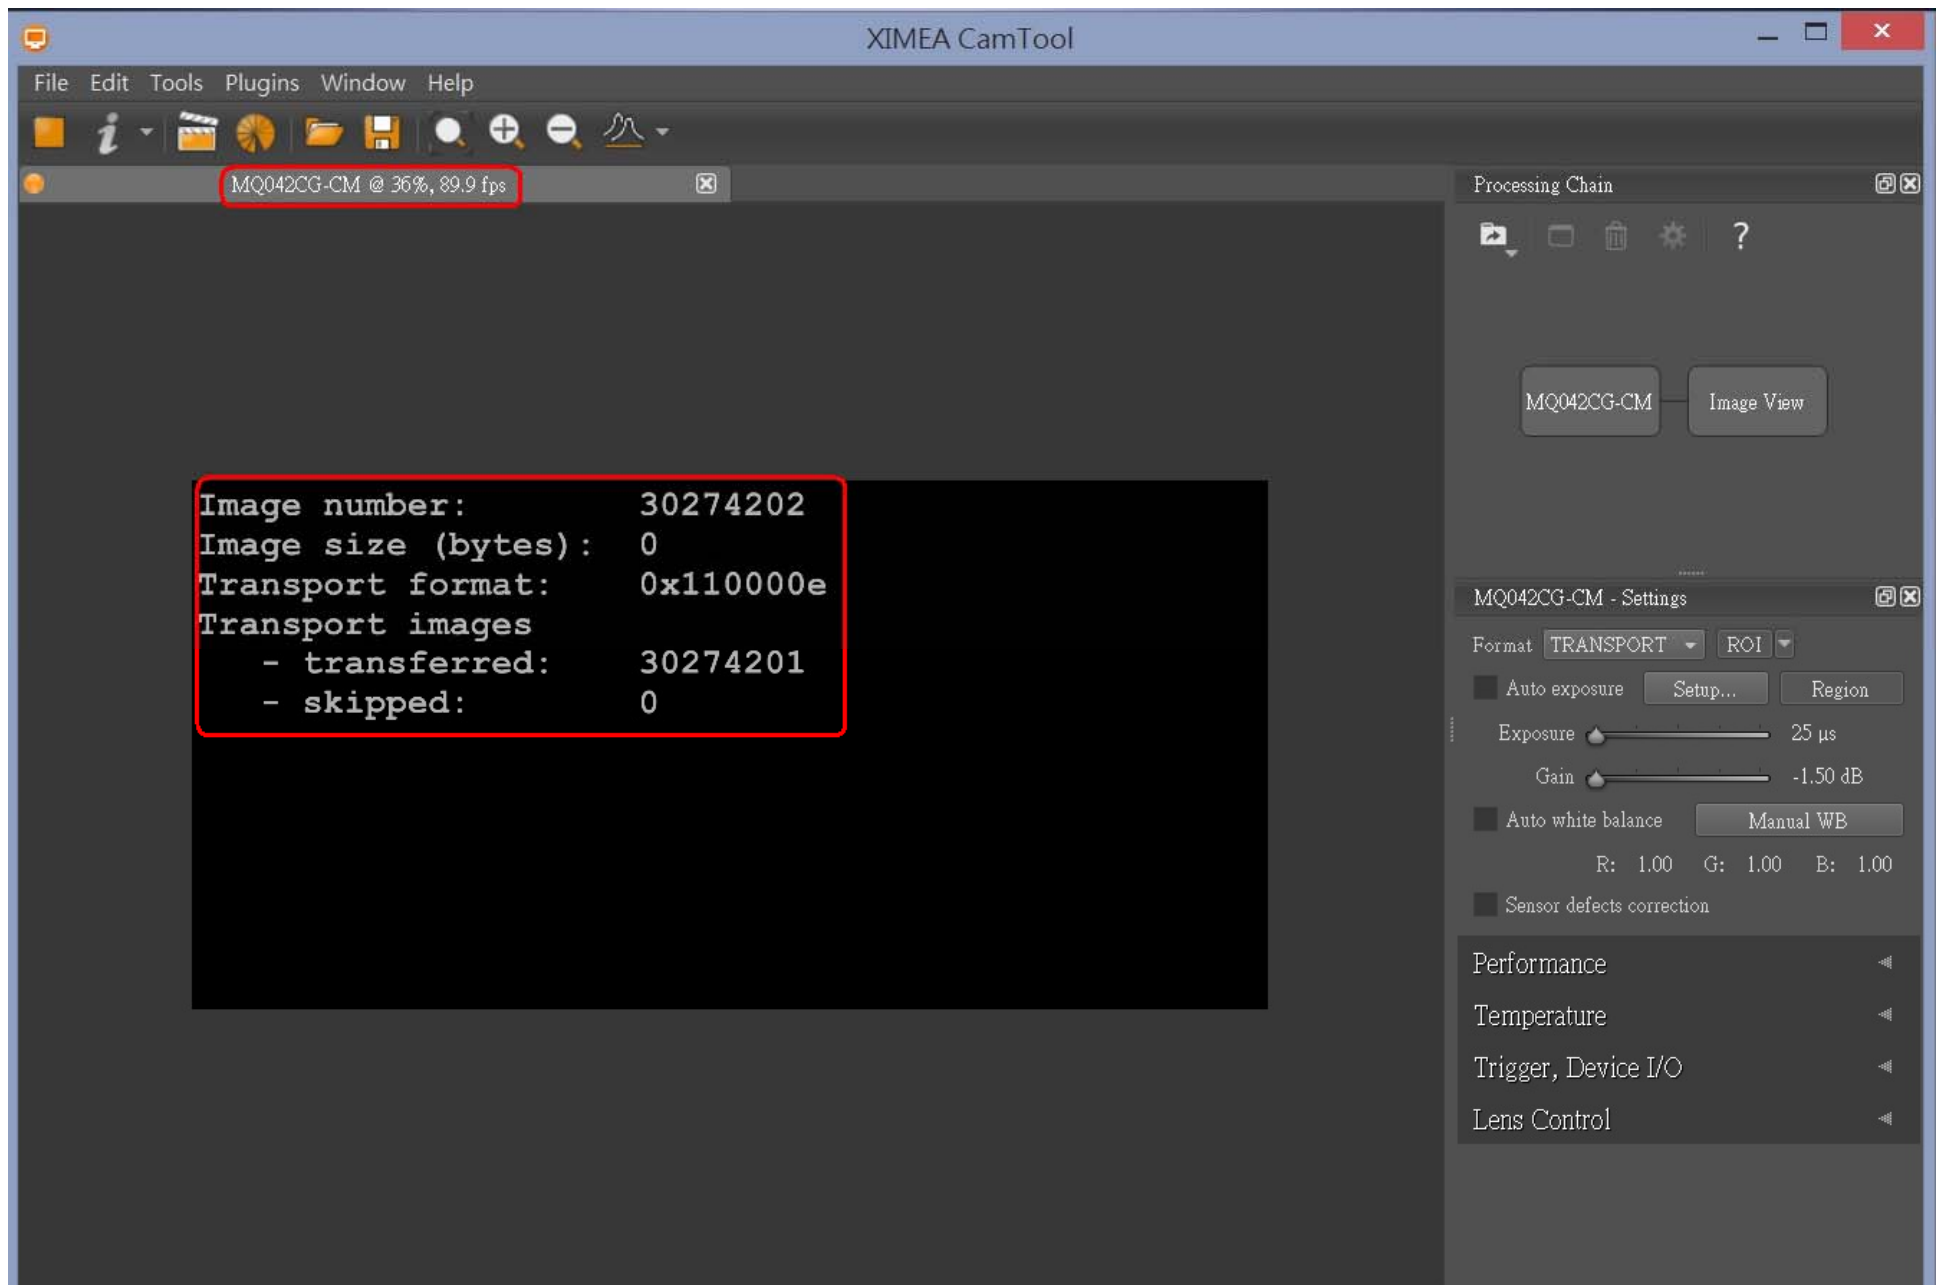 XIMEA CamTool
File Edit Tools Plugins Window Help
MQ042CG-CM @ 36%, 89.9 fps
Processing Chain
?
MQ042CG-CM
Image View
Image number: 30274202
Image size (bytes): 0
Transport format: 0x110000e
Transport images
- transferred: 30274201
- skipped: 0
MQ042CG-CM - Settings
Format TRANSPORT ROI
Auto exposure Setup... Region
Exposure 25 µs
Gain -1.50 dB
Auto white balance Manual WB
R: 1.00 G: 1.00 B: 1.00
Sensor defects correction
Performance
Temperature
Trigger, Device I/O
Lens Control